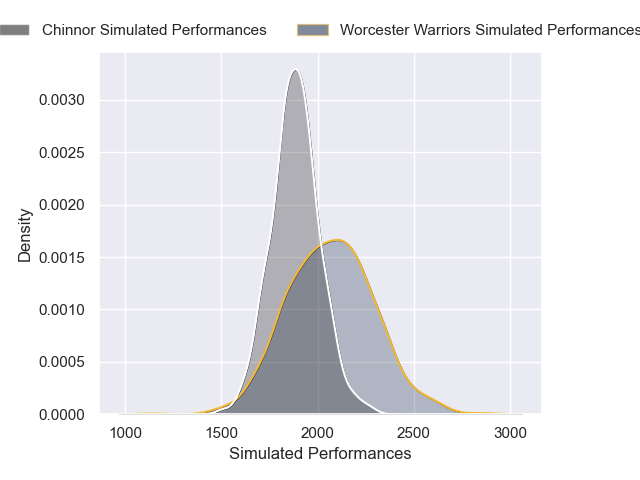 Chinnor Simulated Performances
Worcester Warriors Simulated Performances
0.0030
0.0025
0.0020
0.0015
0.0010
0.0005
0.0000
Density
1000 1500 2000 2500 3000
Simulated Performances